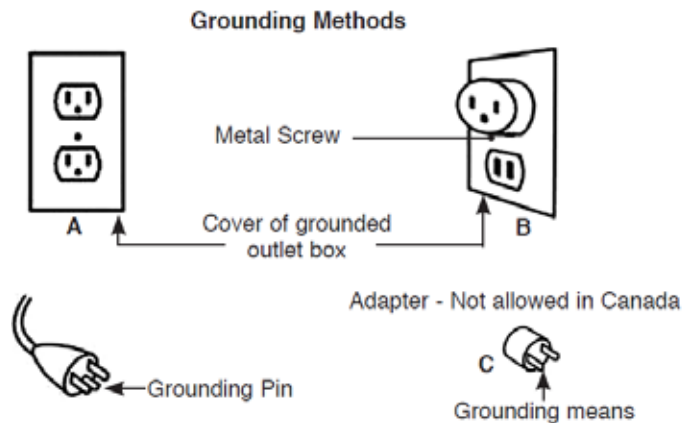 Grounding Methods
Metal Screw
A
Cover of grounded
outlet box
B
Adapter - Not allowed in Canada
Grounding Pin
C
Grounding means